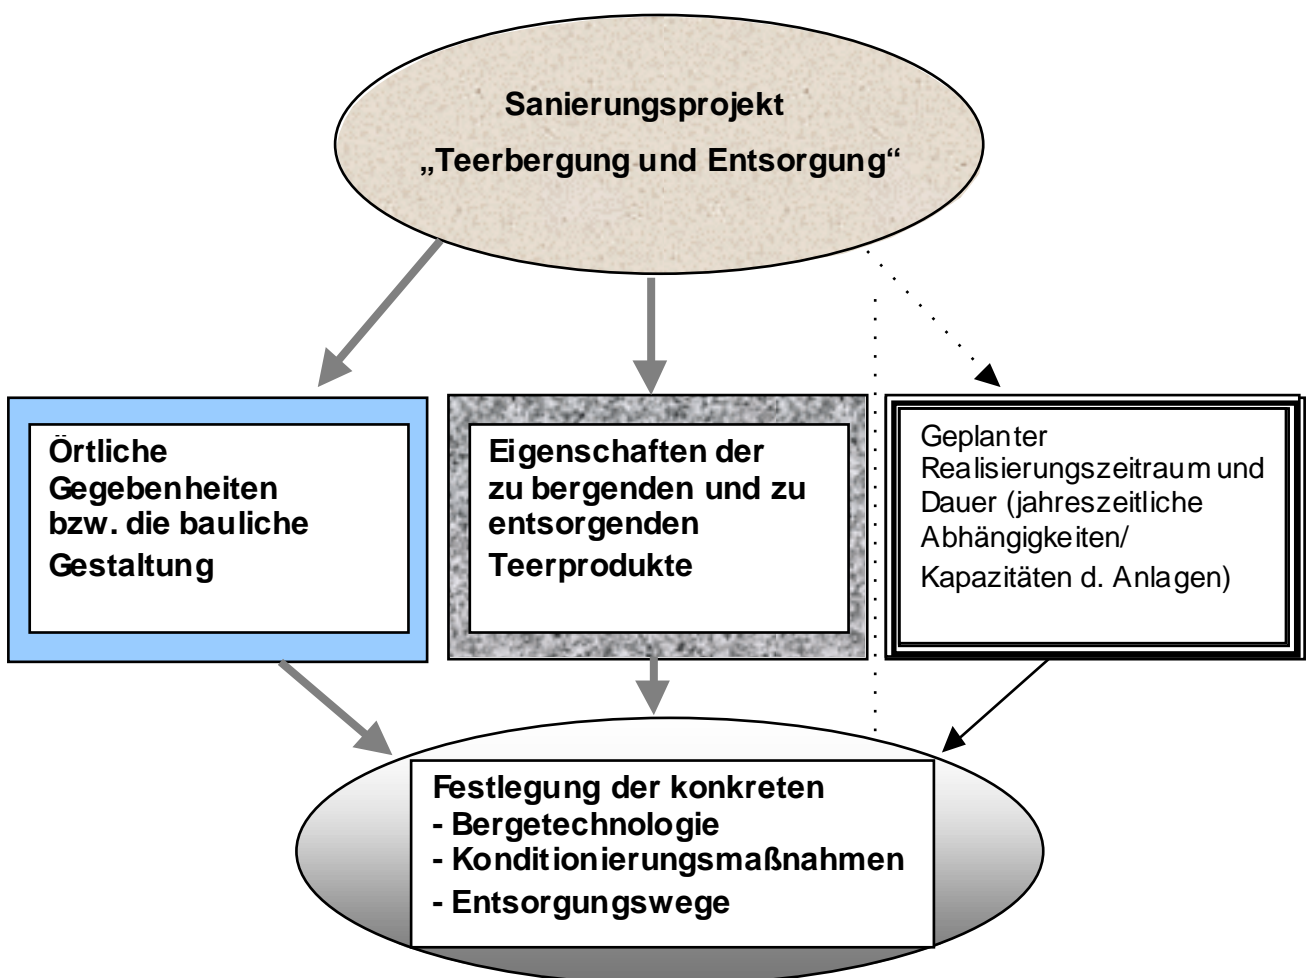 Sanierungsprojekt
„Teerbergung und Entsorgung“
Örtliche
Gegebenheiten
bzw. die bauliche
Gestaltung
Eigenschaften der
zu bergenden und zu
entsorgenden
Teerprodukte
Geplanter
Realisierungszeitraum und
Dauer (jahreszeitliche
Abhängigkeiten/
Kapazitäten d. Anlagen)
Festlegung der konkreten
- Bergetechnologie
- Konditionierungsmaßnahmen
- Entsorgungswege